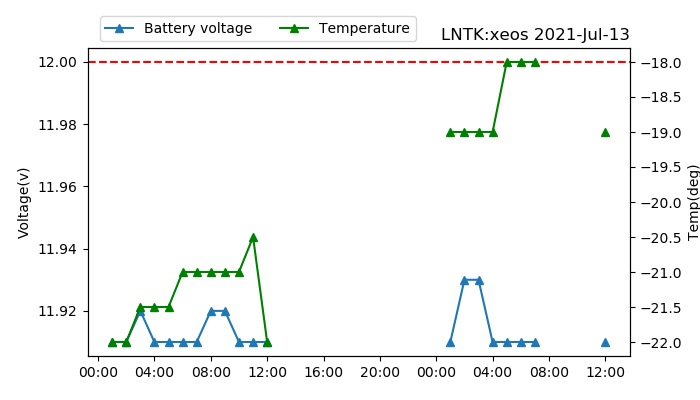 Battery voltage
Temperature
LNTK:xeos 2021-Jul-13
12.00
11.98
11.96
11.94
11.92
Voltage(v)
−18.0
−18.5
−19.0
−19.5
−20.0
−20.5
−21.0
−21.5
−22.0
Temp(deg)
00:00 04:00 08:00 12:00 16:00 20:00 00:00 04:00 08:00 12:00